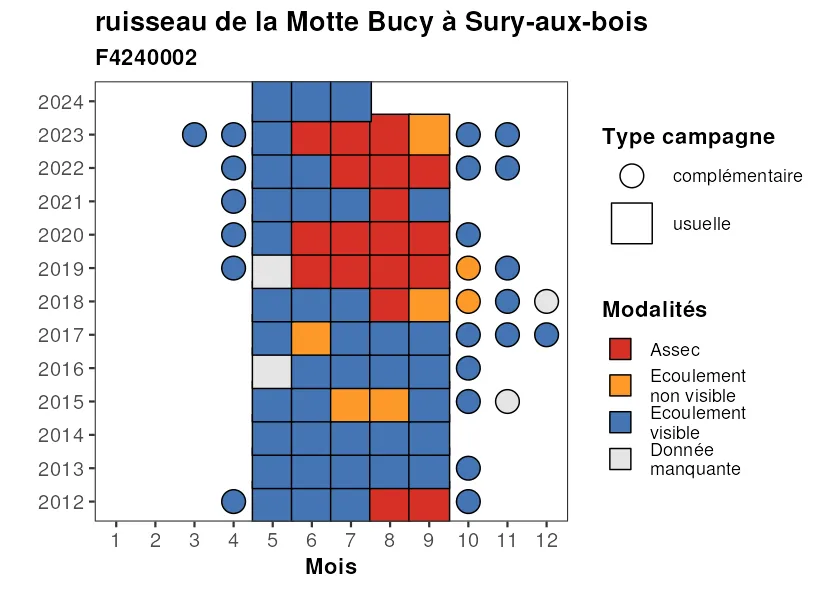 ruisseau de la Motte Bucy à Sury-aux-bois
F4240002
2024
2023
2022
2021
2020
2019
2018
2017
2016
2015
2014
2013
2012
1 2 3 4 5 6 7 8 9 10 11 12
Mois
Type campagne
complémentaire
usuelle
Modalités
Assec
Ecoulement
non visible
Ecoulement
visible
Donnée
manquante